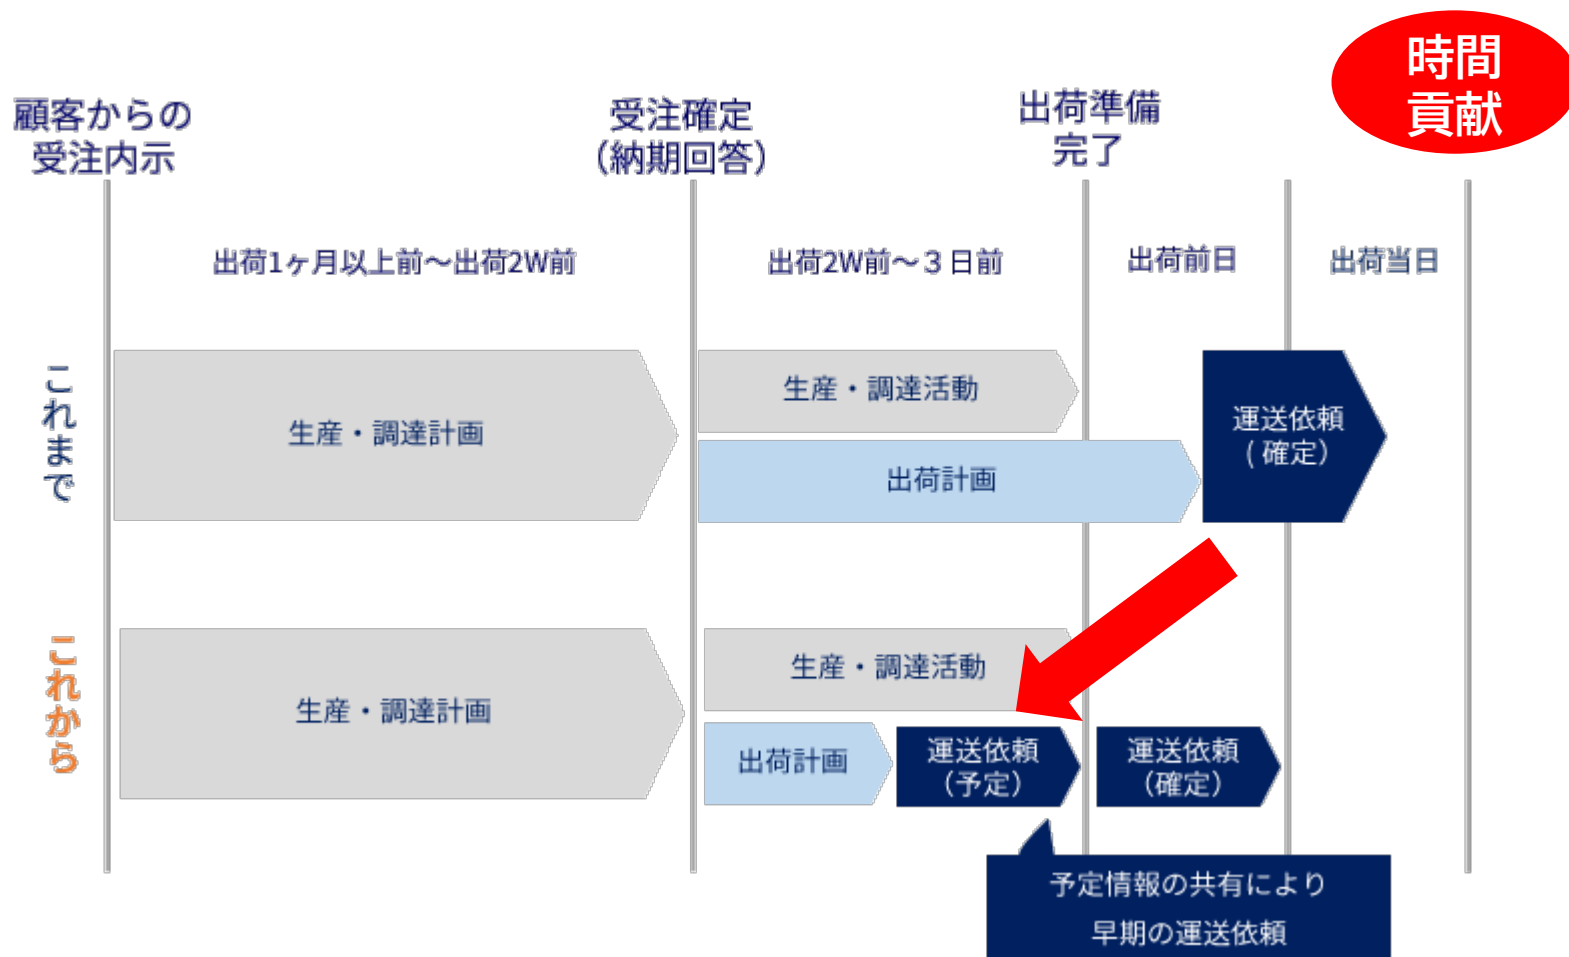 時間
貢献
顧客からの
受注内示
受注確定
（納期回答）
出荷準備
完了
出荷1ヶ月以上前～出荷2W前
出荷2W前～３日前
出荷前日
出荷当日
これまで
生産・調達計画
生産・調達活動
出荷計画
運送依頼
( 確定）
これから
生産・調達計画
生産・調達活動
出荷計画
運送依頼
（予定）
運送依頼
（確定）
予定情報の共有により
早期の運送依頼